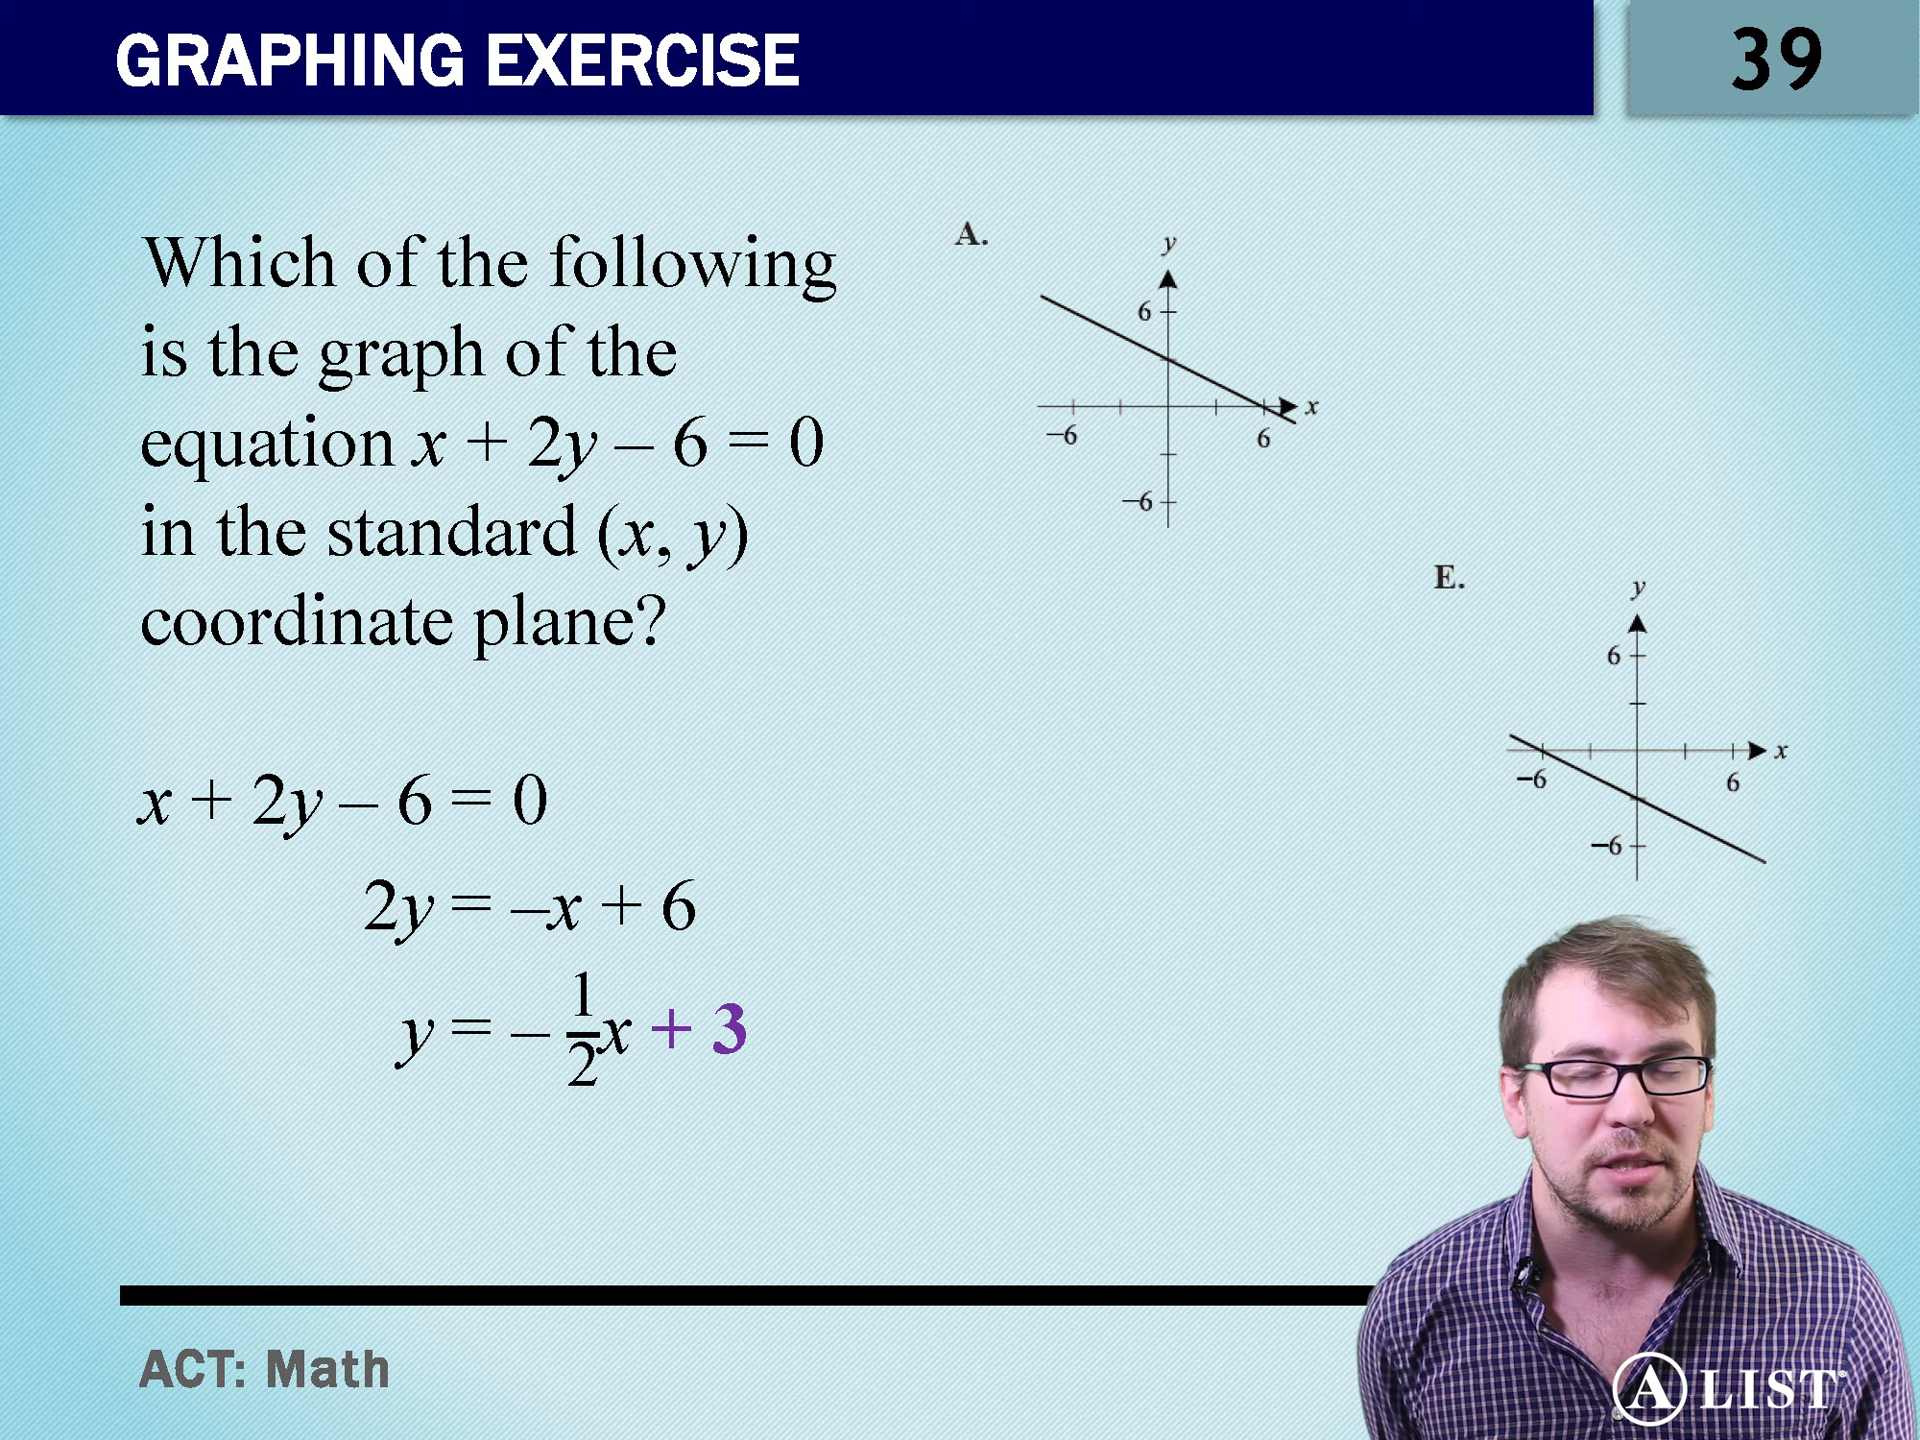 GRAPHING EXERCISE
39
Which of the following
is the graph of the
equation x + 2y – 6 = 0
in the standard (x, y)
coordinate plane?
x + 2y – 6 = 0
2y = –x + 6
y = – 1/2 x + 3
A.
y
6
x
–6
6
–6
E.
y
6
x
–6
6
–6
ACT: Math
A LIST